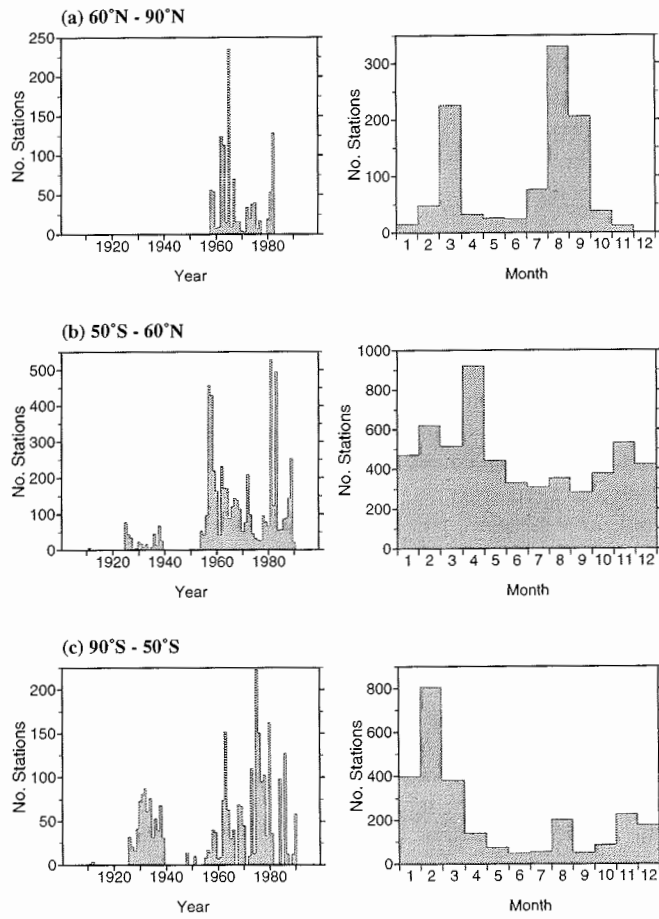 (a) 60°N - 90°N
250
200
150
100
50
0
No. Stations
1920 1940 1960 1980
Year
300
200
100
0
No. Stations
1 2 3 4 5 6 7 8 9 10 11 12
Month
(b) 50°S - 60°N
500
400
300
200
100
0
No. Stations
1920 1940 1960 1980
Year
1000
800
600
400
200
0
No. Stations
1 2 3 4 5 6 7 8 9 10 11 12
Month
(c) 90°S - 50°S
200
150
100
50
0
No. Stations
1920 1940 1960 1980
Year
800
600
400
200
0
No. Stations
1 2 3 4 5 6 7 8 9 10 11 12
Month